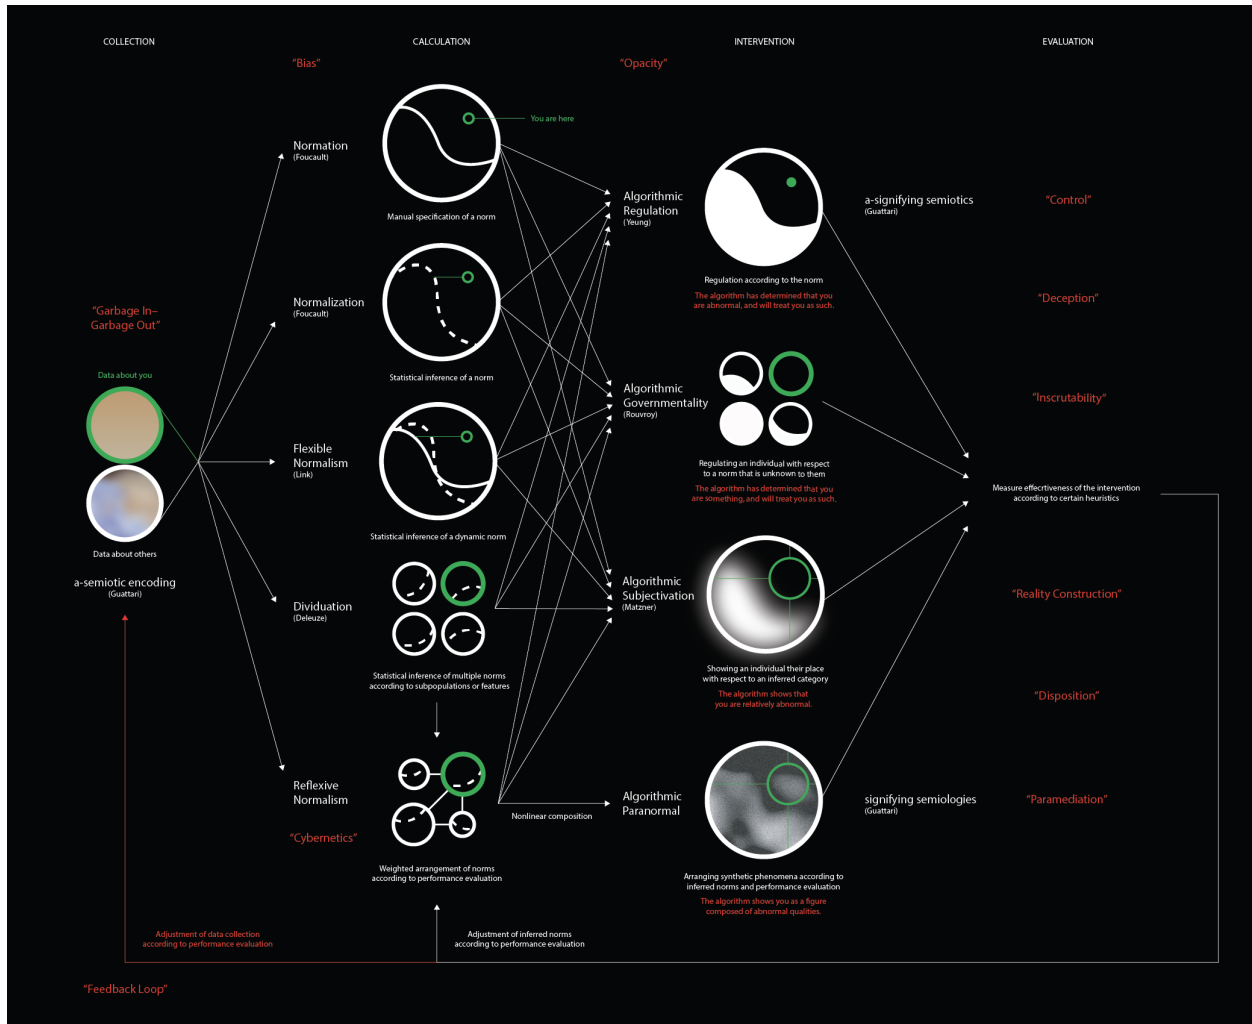 COLLECTION
CALCULATION
INTERVENTION
EVALUATION
"Bias"
"Opacity"
You are here
Normation
(Foucault)
Manual specification of a norm
Algorithmic
Regulation
(Yeung)
a-signifying semiotics
(Guattari)
"Control"
Regulation according to the norm
The algorithm has determined that you
are abnormal, and will treat you as such.
Normalization
(Foucault)
Statistical inference of a norm
"Deception"
"Garbage In–
Garbage Out"
Data about you
Data about others
a-semiotic encoding
(Guattari)
Algorithmic
Governmentality
(Rouvroy)
"Inscrutability"
Regulating an individual with respect
to a norm that is unknown to them
The algorithm has determined that you
are something, and will treat you as such.
Flexible
Normalism
(Link)
Statistical inference of a dynamic norm
Measure effecrtiveness of the intervention
according to certain heuristics
Dividuation
(Deleuze)
Statistical inference of multiple norms
according to subpopulations or features
Algorithmic
Subjectivation
(Matzner)
"Reality Construction"
Showing an individual their place
with respect to an inferred category
The algorithm shows that
you are relatively abnormal.
"Disposition"
Reflexive
Normalism
"Cybernetics"
Weighted arrangement of norms
according to performance evaluation
Nonlinear composition
Algorithmic
Paranormal
signifying semiologies
(Guattari)
"Paramediation"
Arranging synthetic phenomena according to
inferred norms and performance evaluation
The algorithm shows you as a figure
composed of abnormal qualities.
Adjustment of data collection
according to performance evaluation
Adjustment of inferred norms
according to performance evaluation
"Feedback Loop"